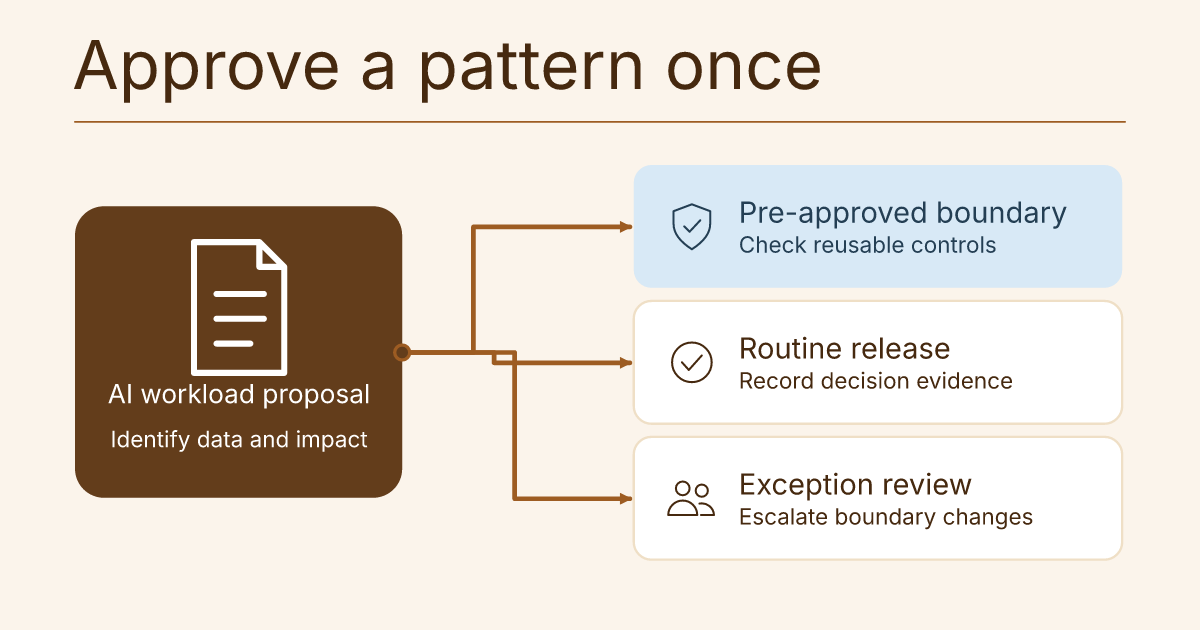 Approve a pattern once
AI workload proposal
Identify data and impact
Pre-approved boundary
Check reusable controls
Routine release
Record decision evidence
Exception review
Escalate boundary changes